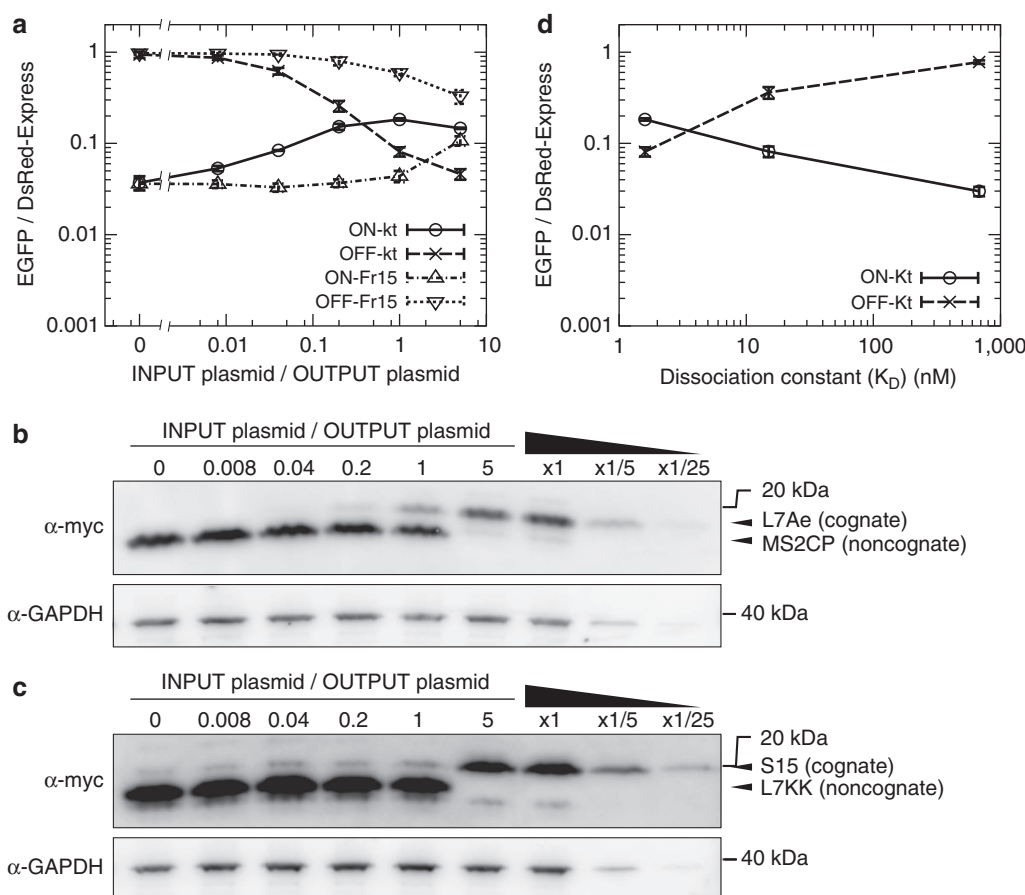 a
EGFP / DsRed-Express
1
0.1
0.01
0.001
0 0.01 0.1 1 10
INPUT plasmid / OUTPUT plasmid
ON-kt
OFF-kt
ON-Fr15
OFF-Fr15
d
EGFP / DsRed-Express
1
0.1
0.01
0.001
1 10 100 1,000
Dissociation constant (K_D) (nM)
ON-Kt
OFF-Kt
b
INPUT plasmid / OUTPUT plasmid
0 0.008 0.04 0.2 1 5 x1 x1/5 x1/25
α-myc
20 kDa
L7Ae (cognate)
MS2CP (noncognate)
α-GAPDH
40 kDa
c
INPUT plasmid / OUTPUT plasmid
0 0.008 0.04 0.2 1 5 x1 x1/5 x1/25
α-myc
20 kDa
S15 (cognate)
L7KK (noncognate)
α-GAPDH
40 kDa